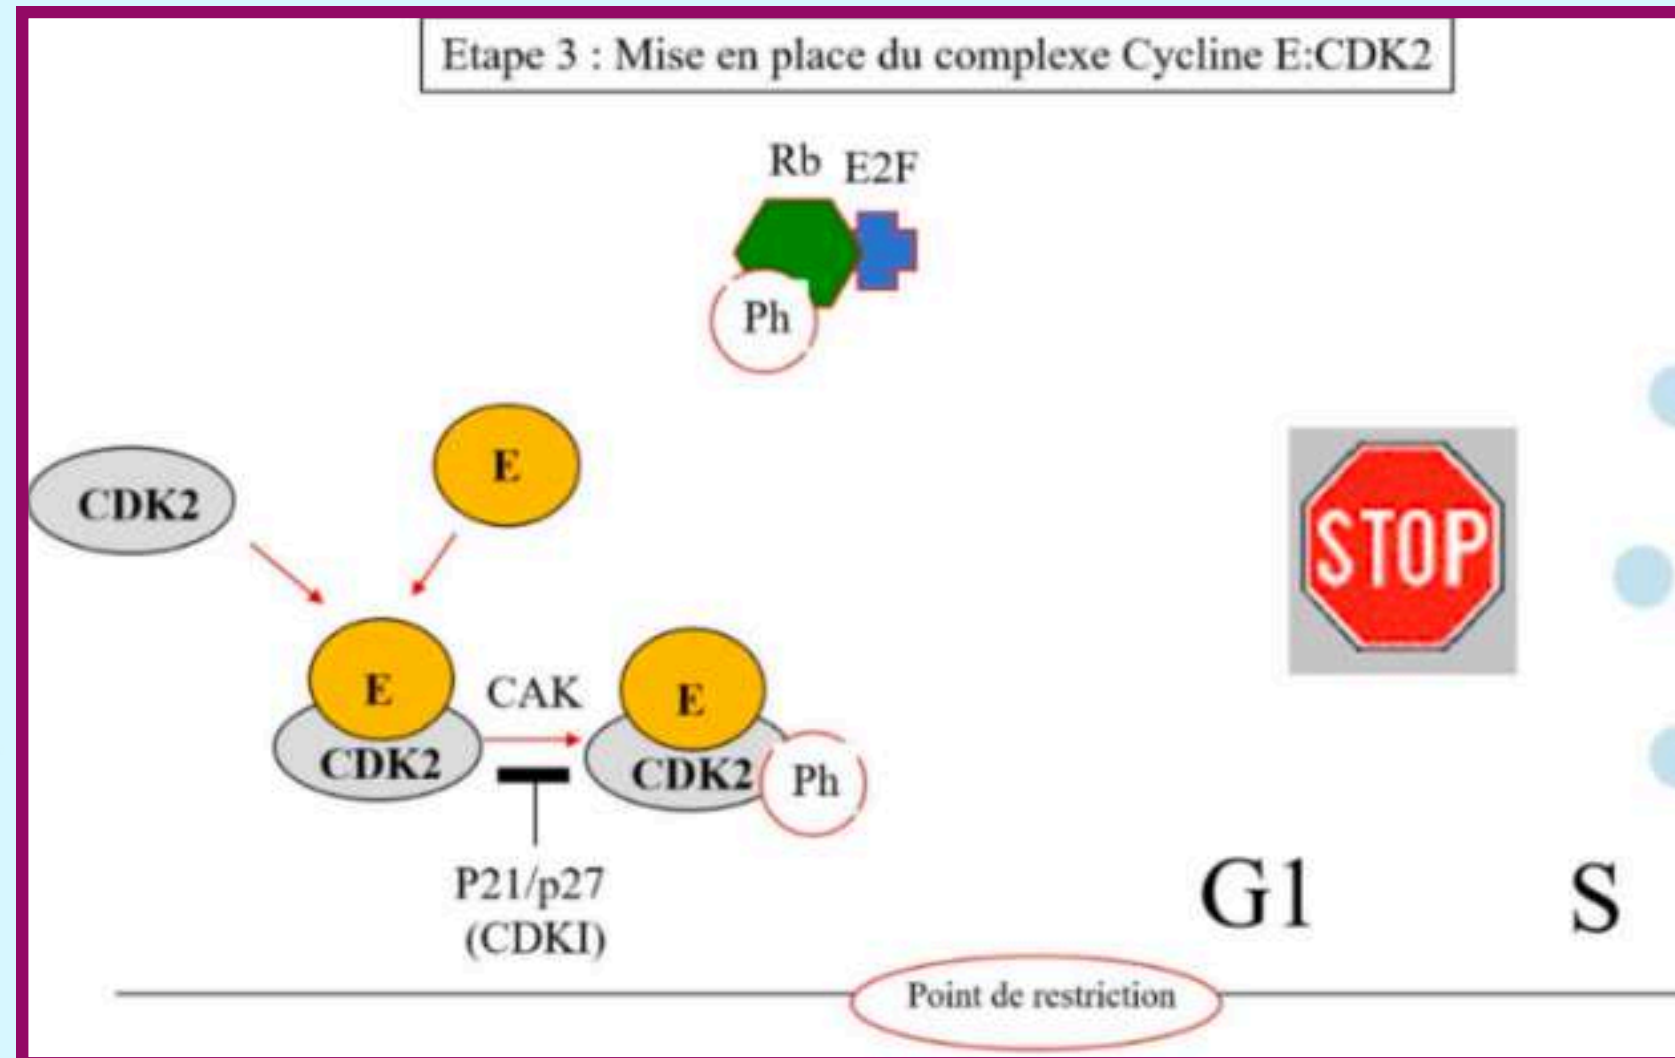 Etape 3 : Mise en place du complexe Cycline E:CDK2
Rb E2F
Ph
E
CDK2
E
CDK2
CAK
E
CDK2
Ph
P21/p27
(CDKI)
STOP
G1 S
Point de restriction